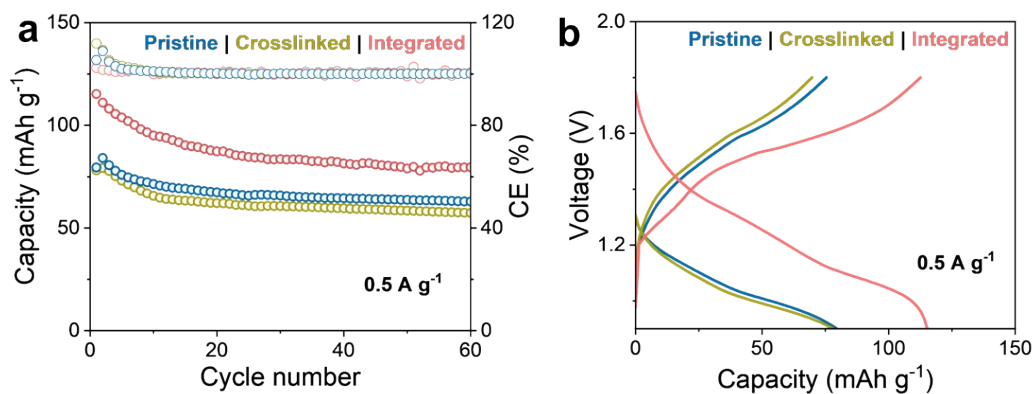 a
Pristine | Crosslinked | Integrated
Capacity (mAh g-1)
150
100
50
0
CE (%)
120
80
40
0
0.5 A g-1
0
20
40
60
Cycle number
b
Pristine | Crosslinked | Integrated
Voltage (V)
2.0
1.6
1.2
0.5 A g-1
0
50
100
150
Capacity (mAh g-1)